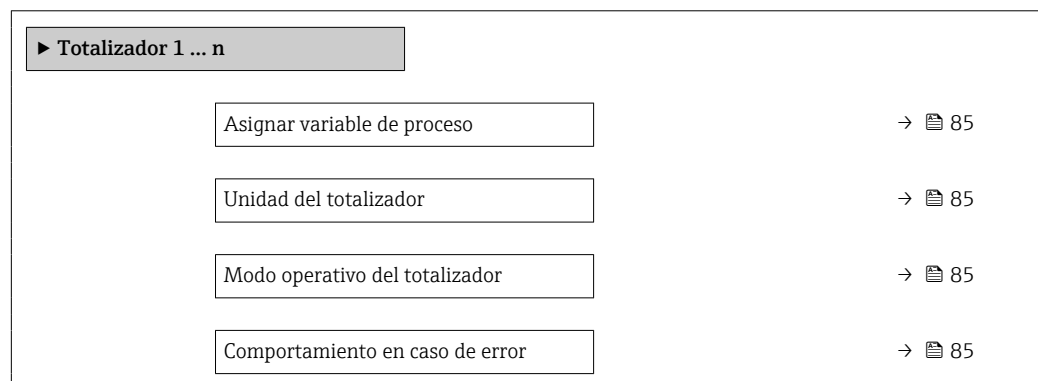 ▶ Totalizador 1 … n
Asignar variable de proceso → 85
Unidad del totalizador → 85
Modo operativo del totalizador → 85
Comportamiento en caso de error → 85